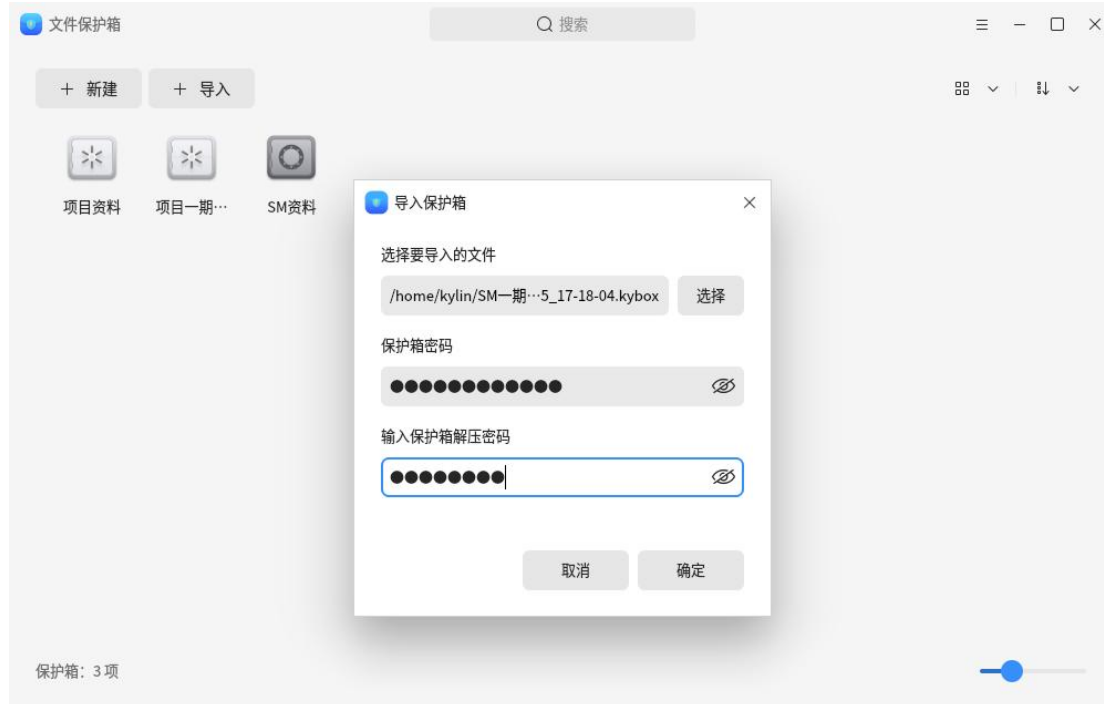 文件保护箱
搜索
+ 新建
+ 导入
项目资料
项目一期…
SM资料
导入保护箱
选择要导入的文件
/home/kylin/SM一期…5_17-18-04.kybox
选择
保护箱密码
●●●●●●●●●●●●
输入保护箱解压密码
●●●●●●●●
取消
确定
保护箱：3 项